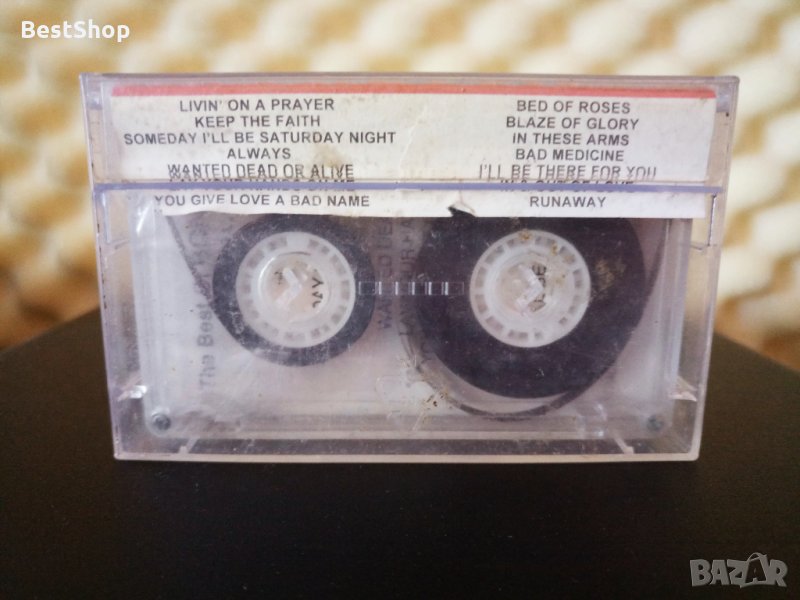 BestShop
LIVIN' ON A PRAYER
KEEP THE FAITH
SOMEDAY I'LL BE SATURDAY NIGHT
ALWAYS
WANTED DEAD OR ALIVE
YOU GIVE LOVE A BAD NAME
BED OF ROSES
BLAZE OF GLORY
IN THESE ARMS
BAD MEDICINE
I'LL BE THERE FOR YOU
RUNAWAY
The Best
BAZAR